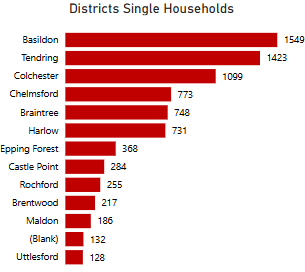 Districts Single Households
Basildon 1549
Tendring 1423
Colchester 1099
Chelmsford 773
Braintree 748
Harlow 731
Epping Forest 368
Castle Point 284
Rochford 255
Brentwood 217
Maldon 186
(Blank) 132
Uttlesford 128